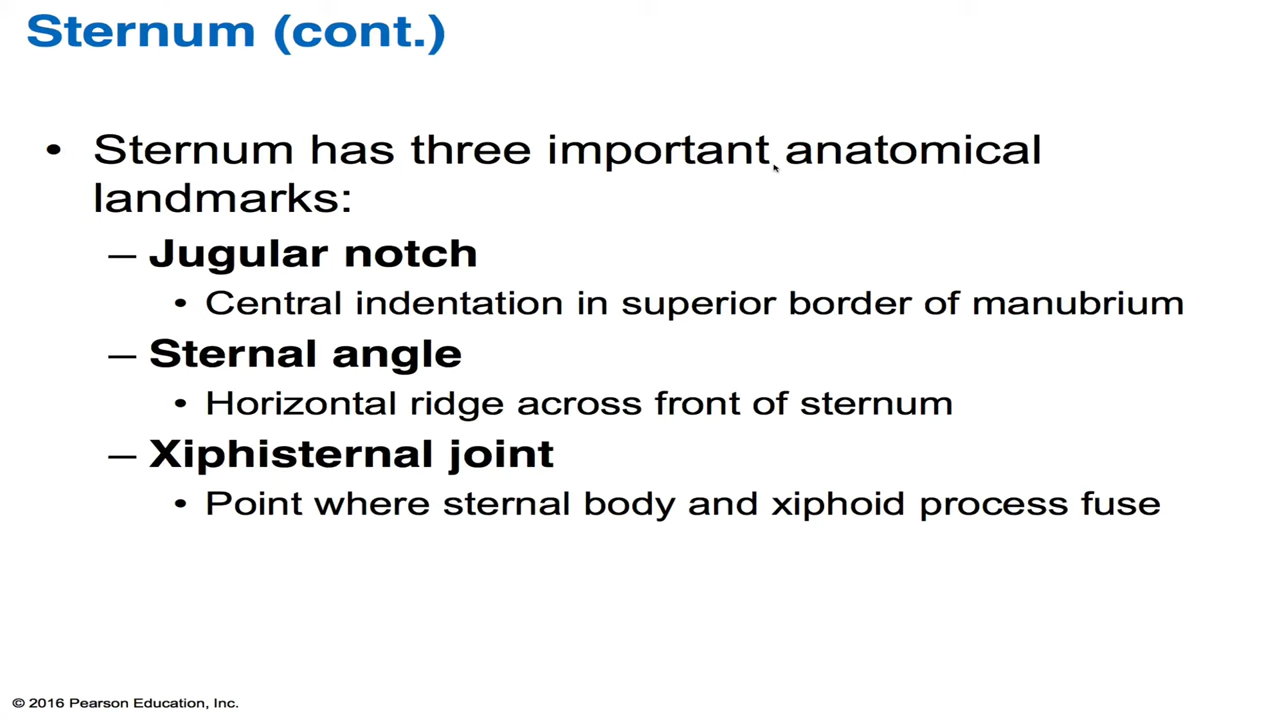 Sternum (cont.)
• Sternum has three important anatomical
landmarks:
– Jugular notch
• Central indentation in superior border of manubrium
– Sternal angle
• Horizontal ridge across front of sternum
– Xiphisternal joint
• Point where sternal body and xiphoid process fuse
© 2016 Pearson Education, Inc.